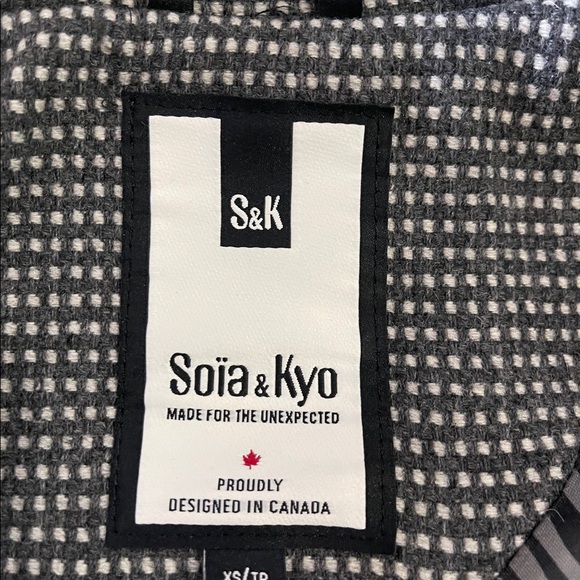 S&K
Soïa & Kyo
MADE FOR THE UNEXPECTED
PROUDLY
DESIGNED IN CANADA
XS/TP